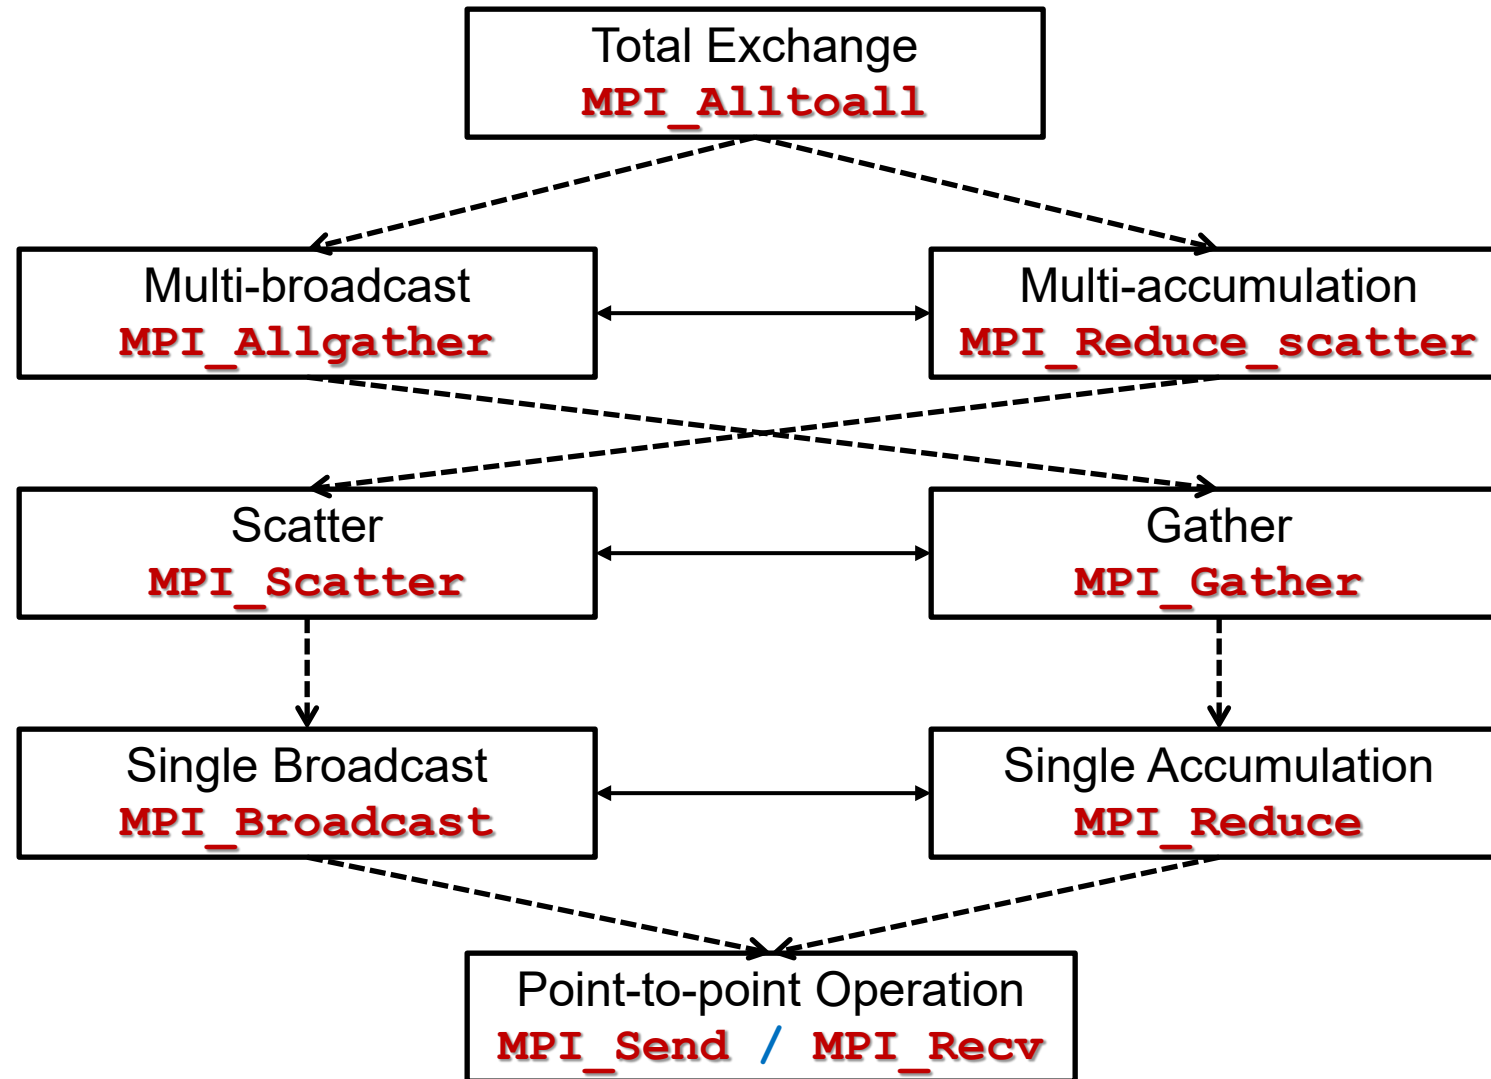 Total Exchange
MPI_Alltoall
Multi-broadcast
MPI_Allgather
Multi-accumulation
MPI_Reduce_scatter
Scatter
MPI_Scatter
Gather
MPI_Gather
Single Broadcast
MPI_Broadcast
Single Accumulation
MPI_Reduce
Point-to-point Operation
MPI_Send / MPI_Recv